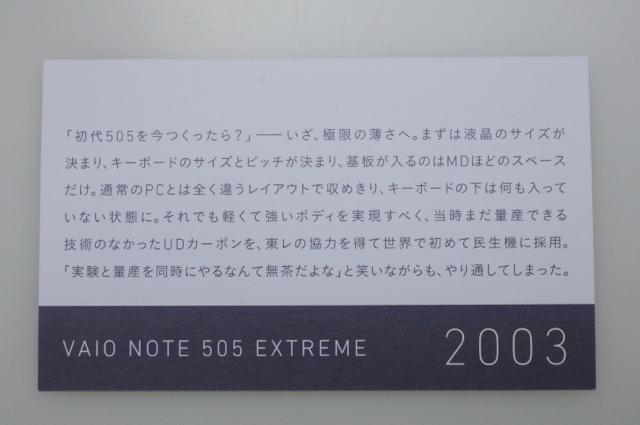 「初代505を今つくったら?」──いざ、極限の薄さへ。まずは液晶のサイズが
決まり、キーボードのサイズとピッチが決まり、基板が入るのはMDほどのスペース
だけ。通常のPCとは全く違うレイアウトで収めきり、キーボードの下は何も入って
いない状態に。それでも軽くて強いボディを実現すべく、当時まだ量産できる
技術のなかったUDカーボンを、東レの協力を得て世界で初めて民生機に採用。
「実験と量産を同時にやるなんて無茶だよな」と笑いながらも、やり通してしまった。
VAIO NOTE 505 EXTREME
2003